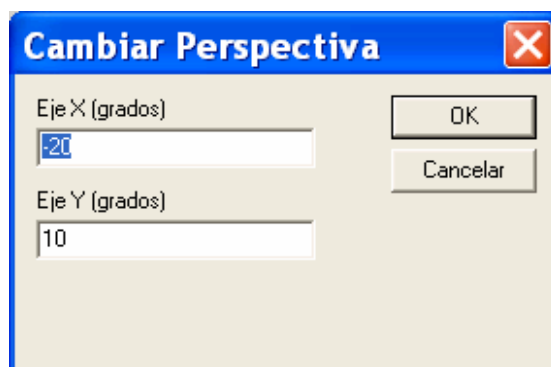 Cambiar Perspectiva
Eje X (grados)
-20
OK
Cancelar
Eje Y (grados)
10